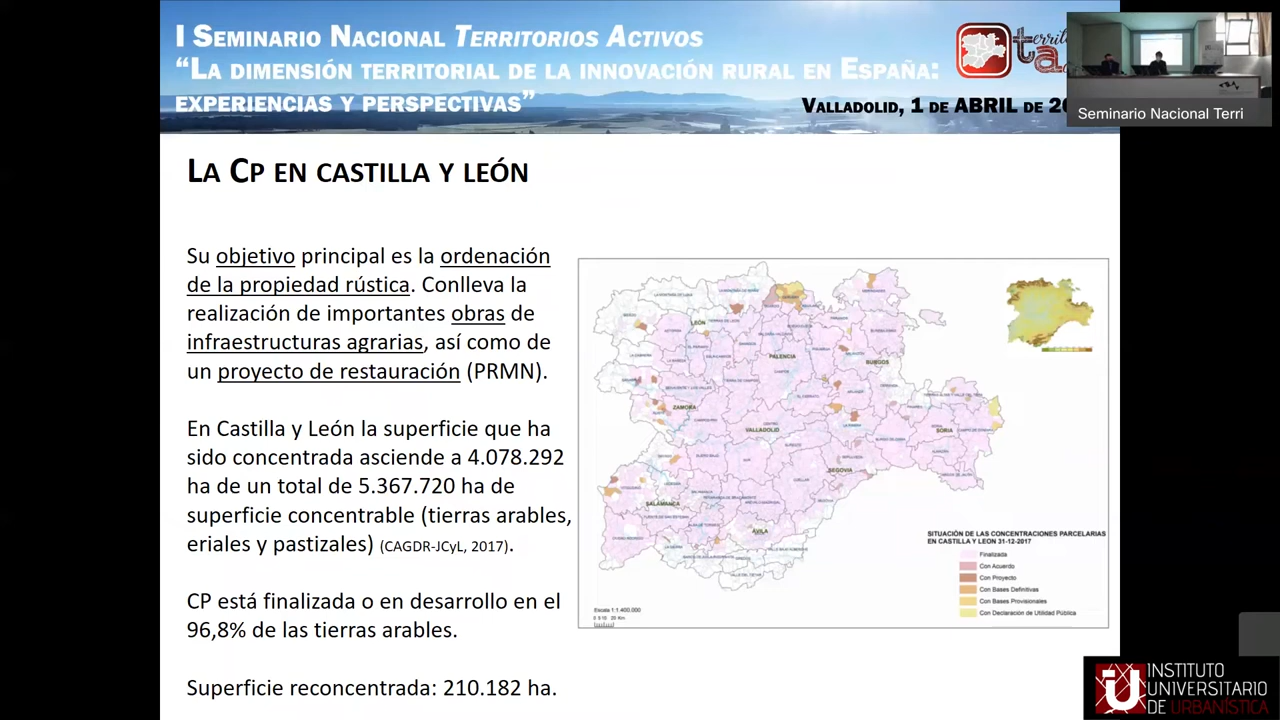 I Seminario Nacional Territorios Activos
“La dimensión territorial de la innovación rural en España:
experiencias y perspectivas”
Valladolid, 1 de ABRIL de
Seminario Nacional Terri
La Cp en castilla y león
Su objetivo principal es la ordenación
de la propiedad rústica. Conlleva la
realización de importantes obras de
infraestructuras agrarias, así como de
un proyecto de restauración (PRMN).
En Castilla y León la superficie que ha
sido concentrada asciende a 4.078.292
ha de un total de 5.367.720 ha de
superficie concentrable (tierras arables,
eriales y pastizales) (CAGDR-JCyL, 2017).
CP está finalizada o en desarrollo en el
96,8% de las tierras arables.
Superficie reconcentrada: 210.182 ha.
LEÓN
PALENCIA
BURGOS
ZAMORA
VALLADOLID
SORIA
SEGOVIA
SALAMANCA
ÁVILA
SITUACIÓN DE LAS CONCENTRACIONES PARCELARIAS
EN CASTILLA Y LEON 31-12-2017
Finalizada
Con Acuerdo
Con Proyecto
Con Bases Definitivas
Con Bases Provisionales
Con Declaración de Utilidad Pública
Escala 1:1.400.000
INSTITUTO
UNIVERSITARIO
DE URBANÍSTICA